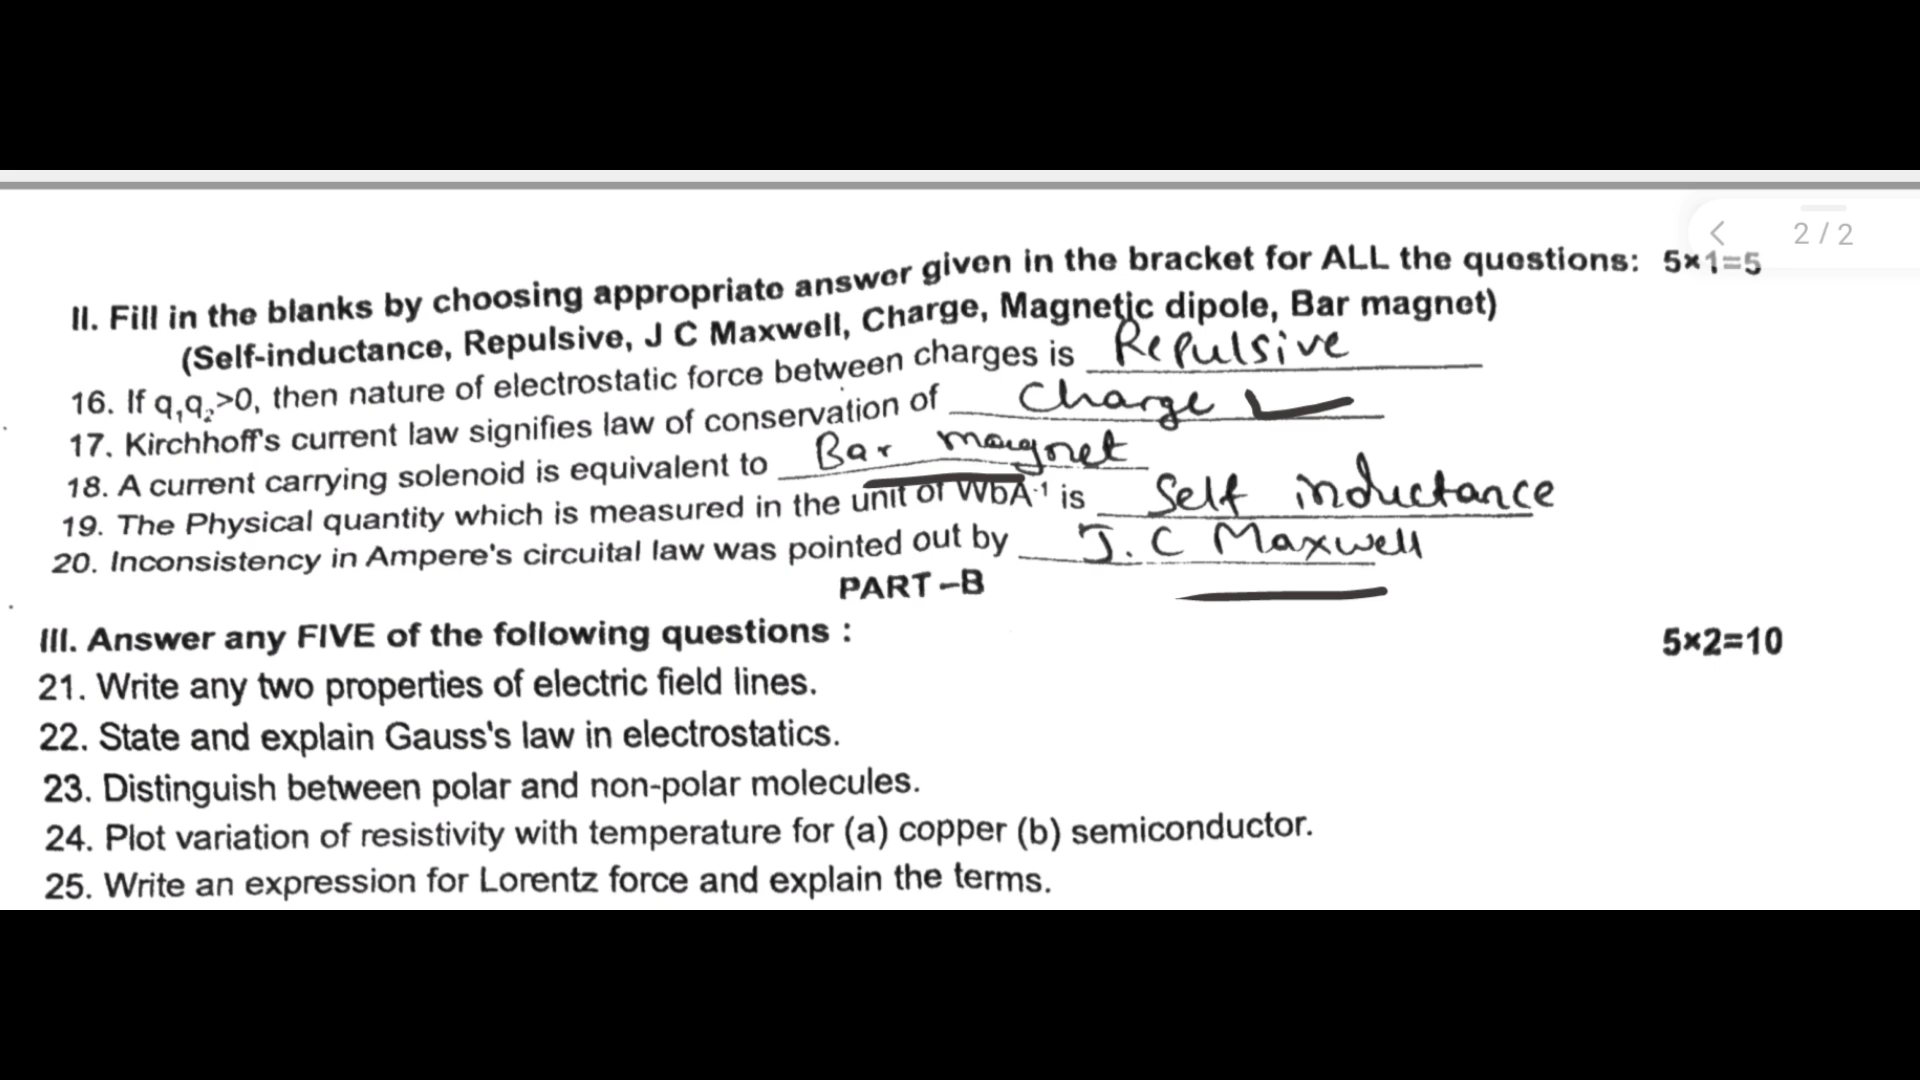 2 / 2
II. Fill in the blanks by choosing appropriate answer given in the bracket for ALL the questions: 5×1=5
(Self-inductance, Repulsive, J C Maxwell, Charge, Magnetic dipole, Bar magnet)
16. If q₁q₂>0, then nature of electrostatic force between charges is Repulsive
17. Kirchhoff's current law signifies law of conservation of Charge
18. A current carrying solenoid is equivalent to Bar magnet
19. The Physical quantity which is measured in the unit of WbA⁻¹ is Self inductance
20. Inconsistency in Ampere's circuital law was pointed out by J. C Maxwell
PART –B
III. Answer any FIVE of the following questions : 5×2=10
21. Write any two properties of electric field lines.
22. State and explain Gauss's law in electrostatics.
23. Distinguish between polar and non-polar molecules.
24. Plot variation of resistivity with temperature for (a) copper (b) semiconductor.
25. Write an expression for Lorentz force and explain the terms.